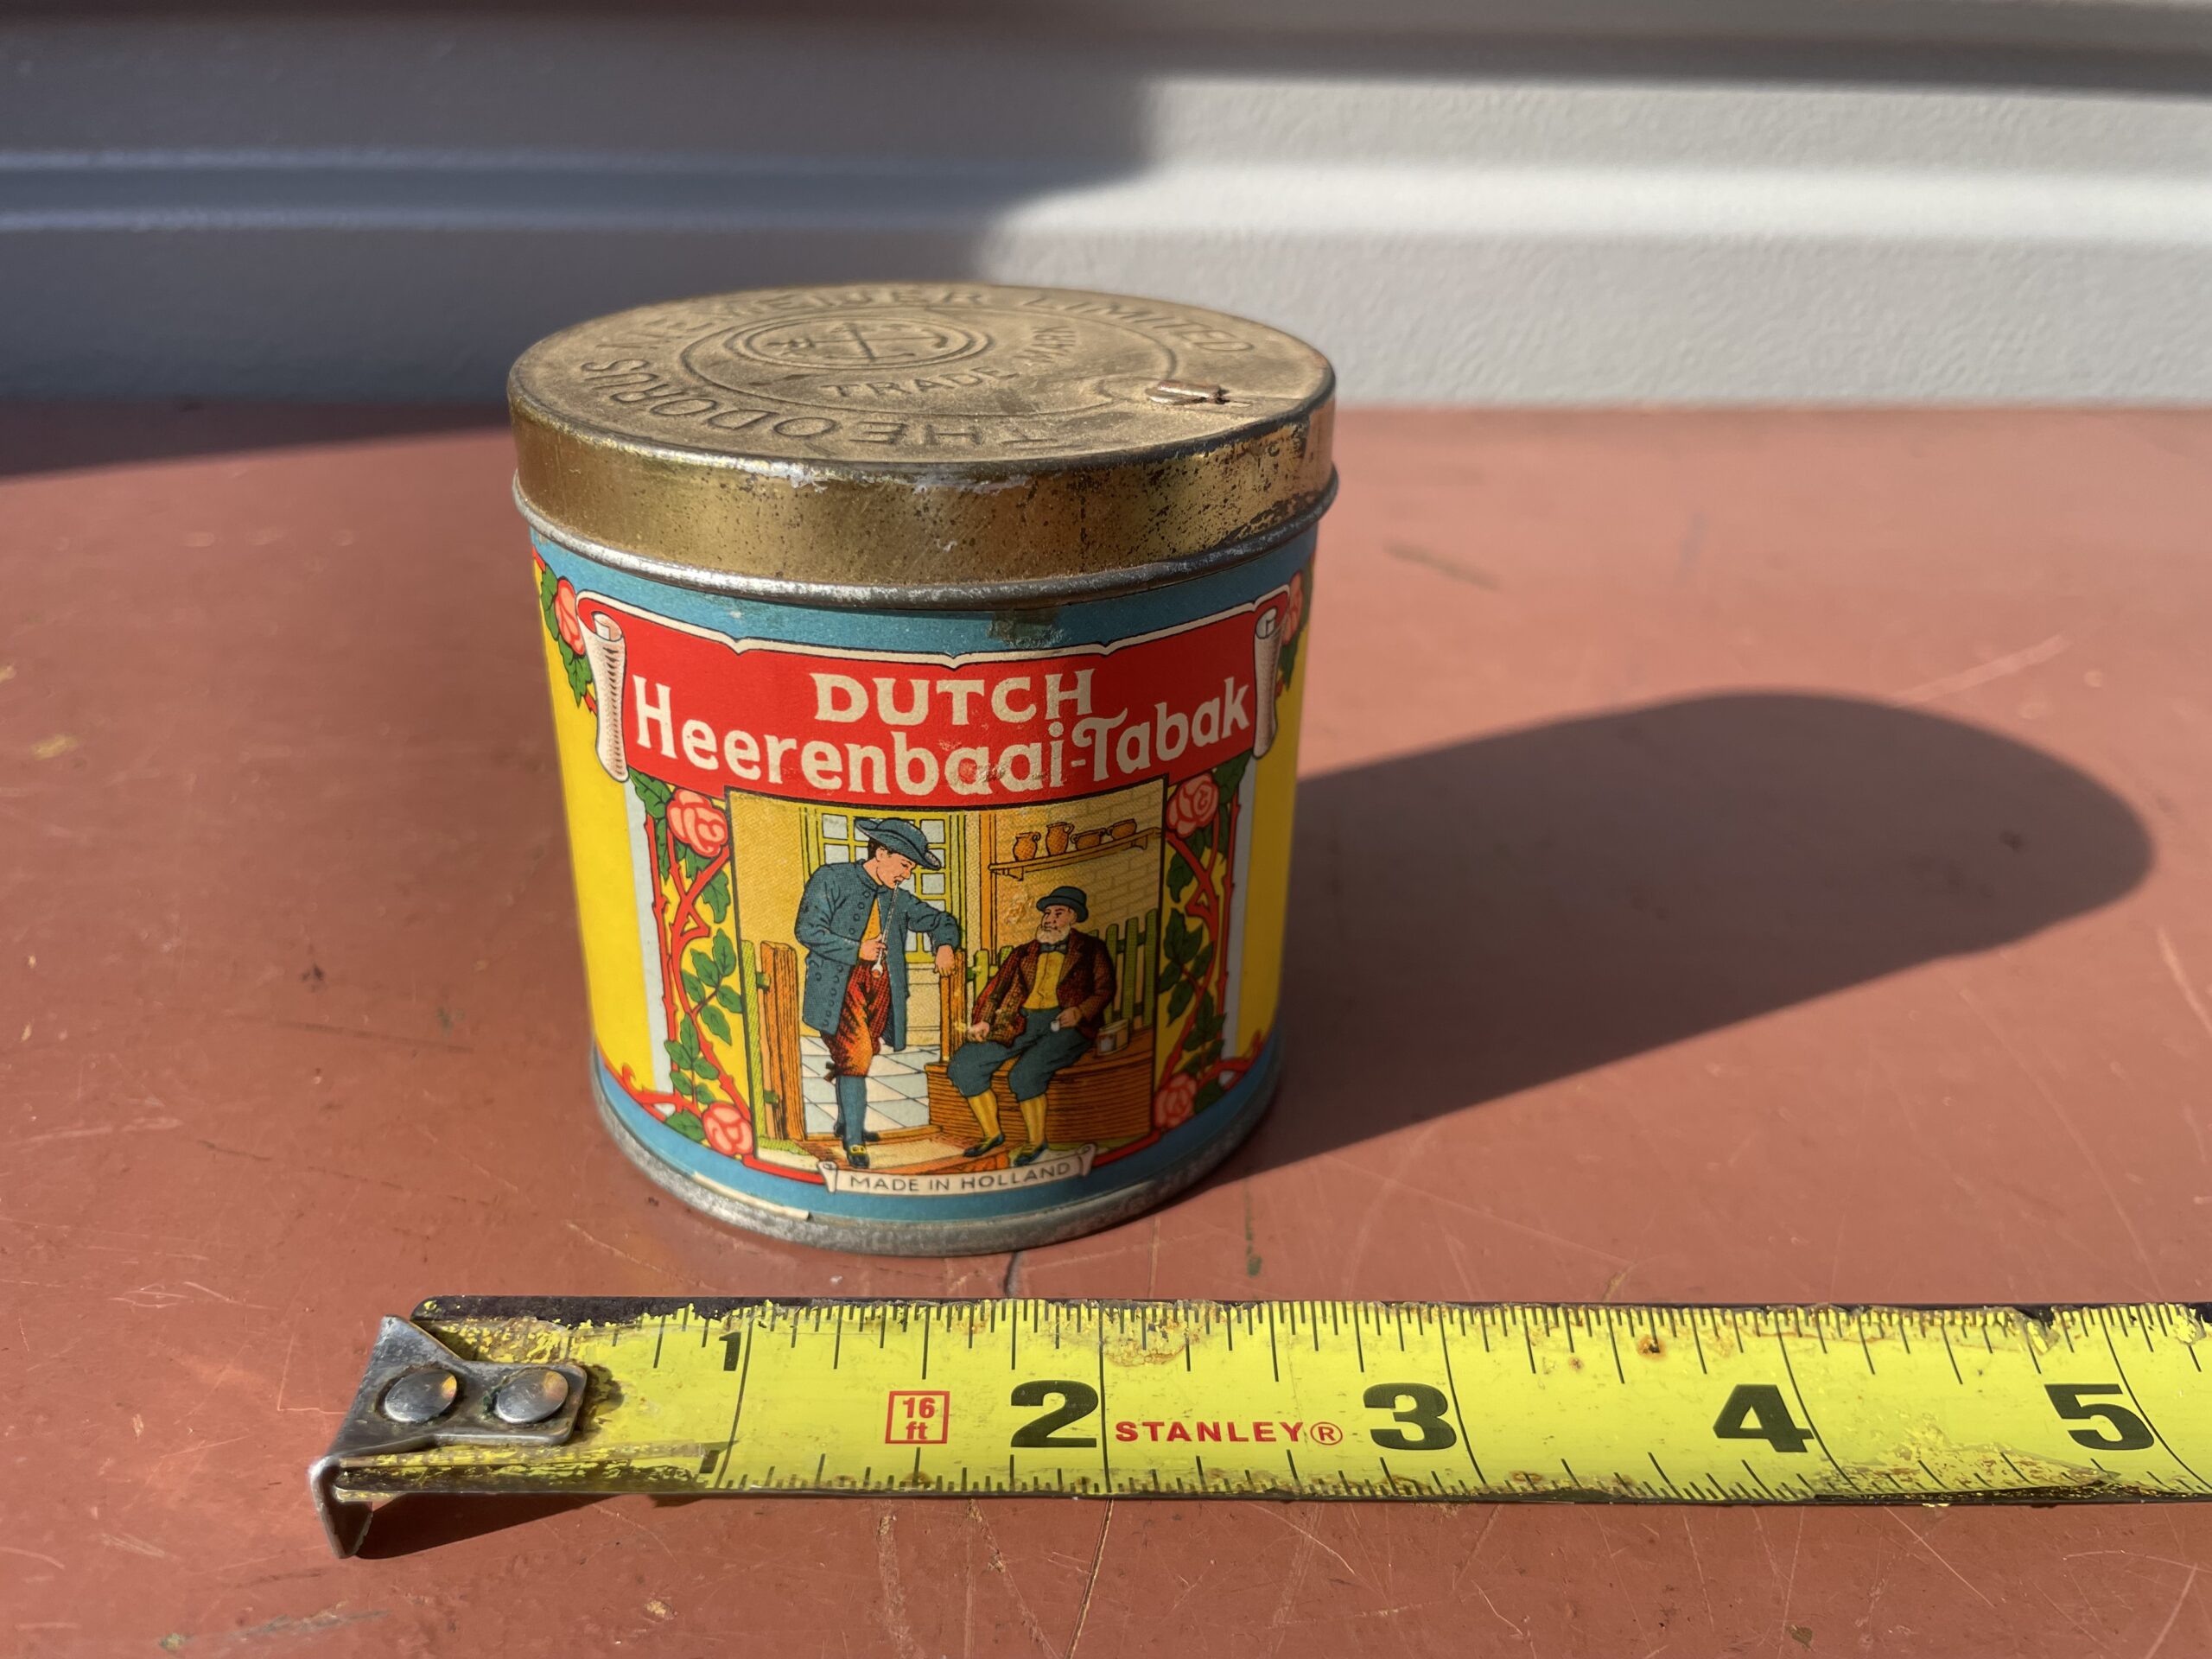 THEODORUS NIEMEIJER LIMITED
TRADE MARK
DUTCH
Heerenbaai-Tabak
MADE IN HOLLAND
1
16
ft
2
STANLEY®
3
4
5